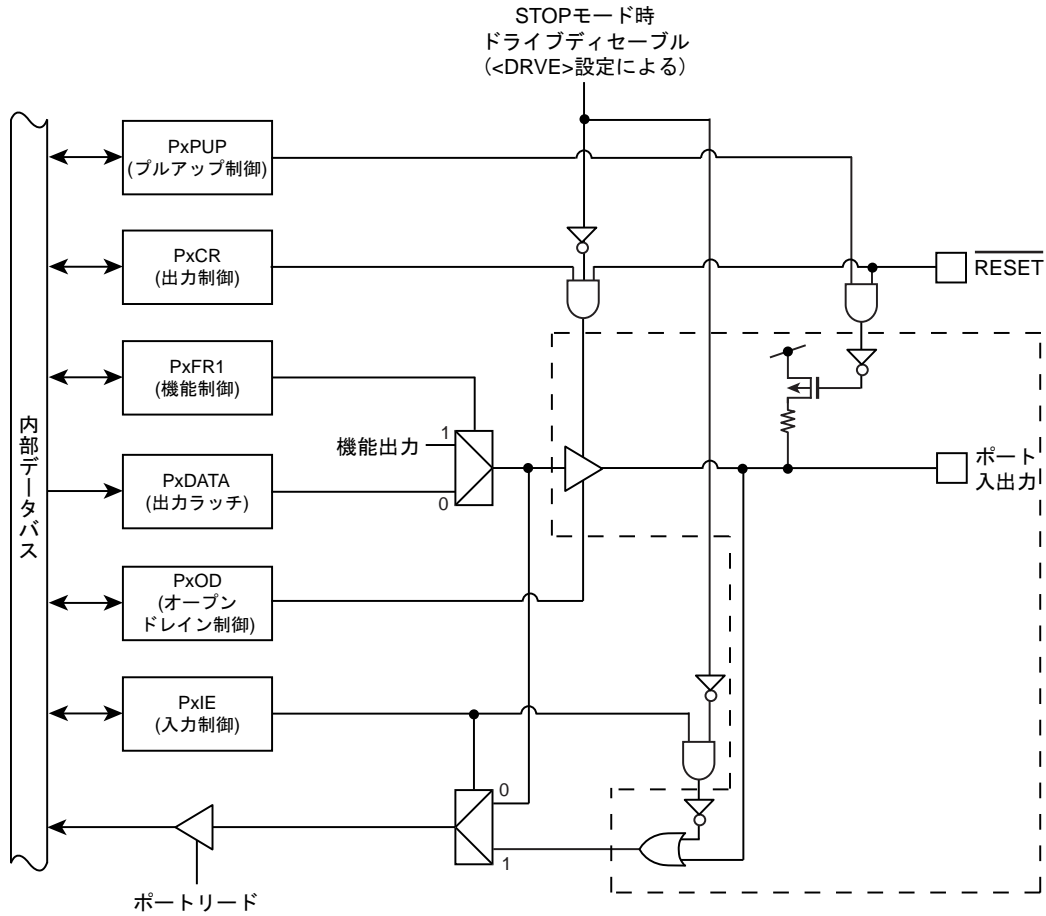 STOPモード時
ドライブディセーブル
(<DRVE>設定による)
PxPUP
(プルアップ制御)
PxCR
(出力制御)
RESET
PxFR1
(機能制御)
内部データバス
1
機能出力
PxDATA
(出力ラッチ)
0
ポート
入出力
PxOD
(オープン
ドレイン制御)
PxIE
(入力制御)
0
1
ポートリード